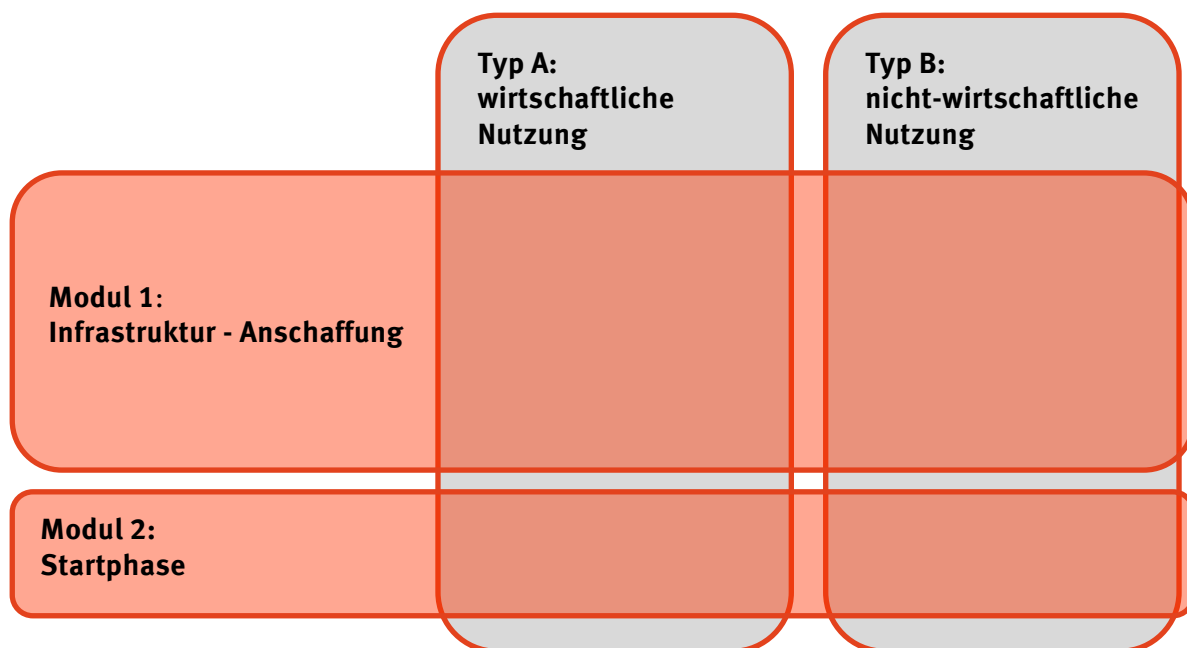 Typ A:
wirtschaftliche
Nutzung
Typ B:
nicht-wirtschaftliche
Nutzung
Modul 1:
Infrastruktur - Anschaffung
Modul 2:
Startphase